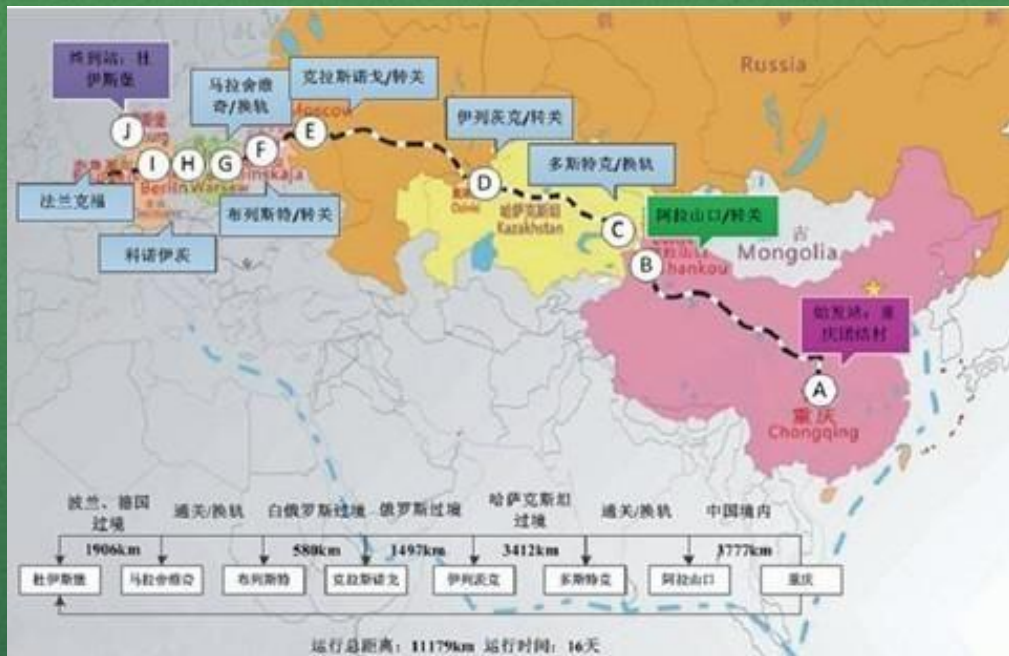 终到站：杜
伊斯堡
马拉舍维
奇/换轨
克拉斯诺戈/转关
伊列茨克/转关
多斯特克/换轨
阿拉山口/转关
始发站：重
庆团结村
法兰克福
科诺伊茨
布列斯特/转关
俄
罗
Russia
Moscow
J
I
H
G
F
E
D
C
B
A
Berlin
Warsaw
哈萨克斯坦
Kazakhstan
古
Mongolia
重庆
Chongqing
波兰、德国
过境
通关/换轨
白俄罗斯过境
俄罗斯过境
哈萨克斯坦
过境
通关/换轨
中国境内
1906km
580km
1497km
3412km
3777km
杜伊斯堡
马拉舍维奇
布列斯特
克拉斯诺戈
伊列茨克
多斯特克
阿拉山口
重庆
运行总距离：11179km 运行时间：16天